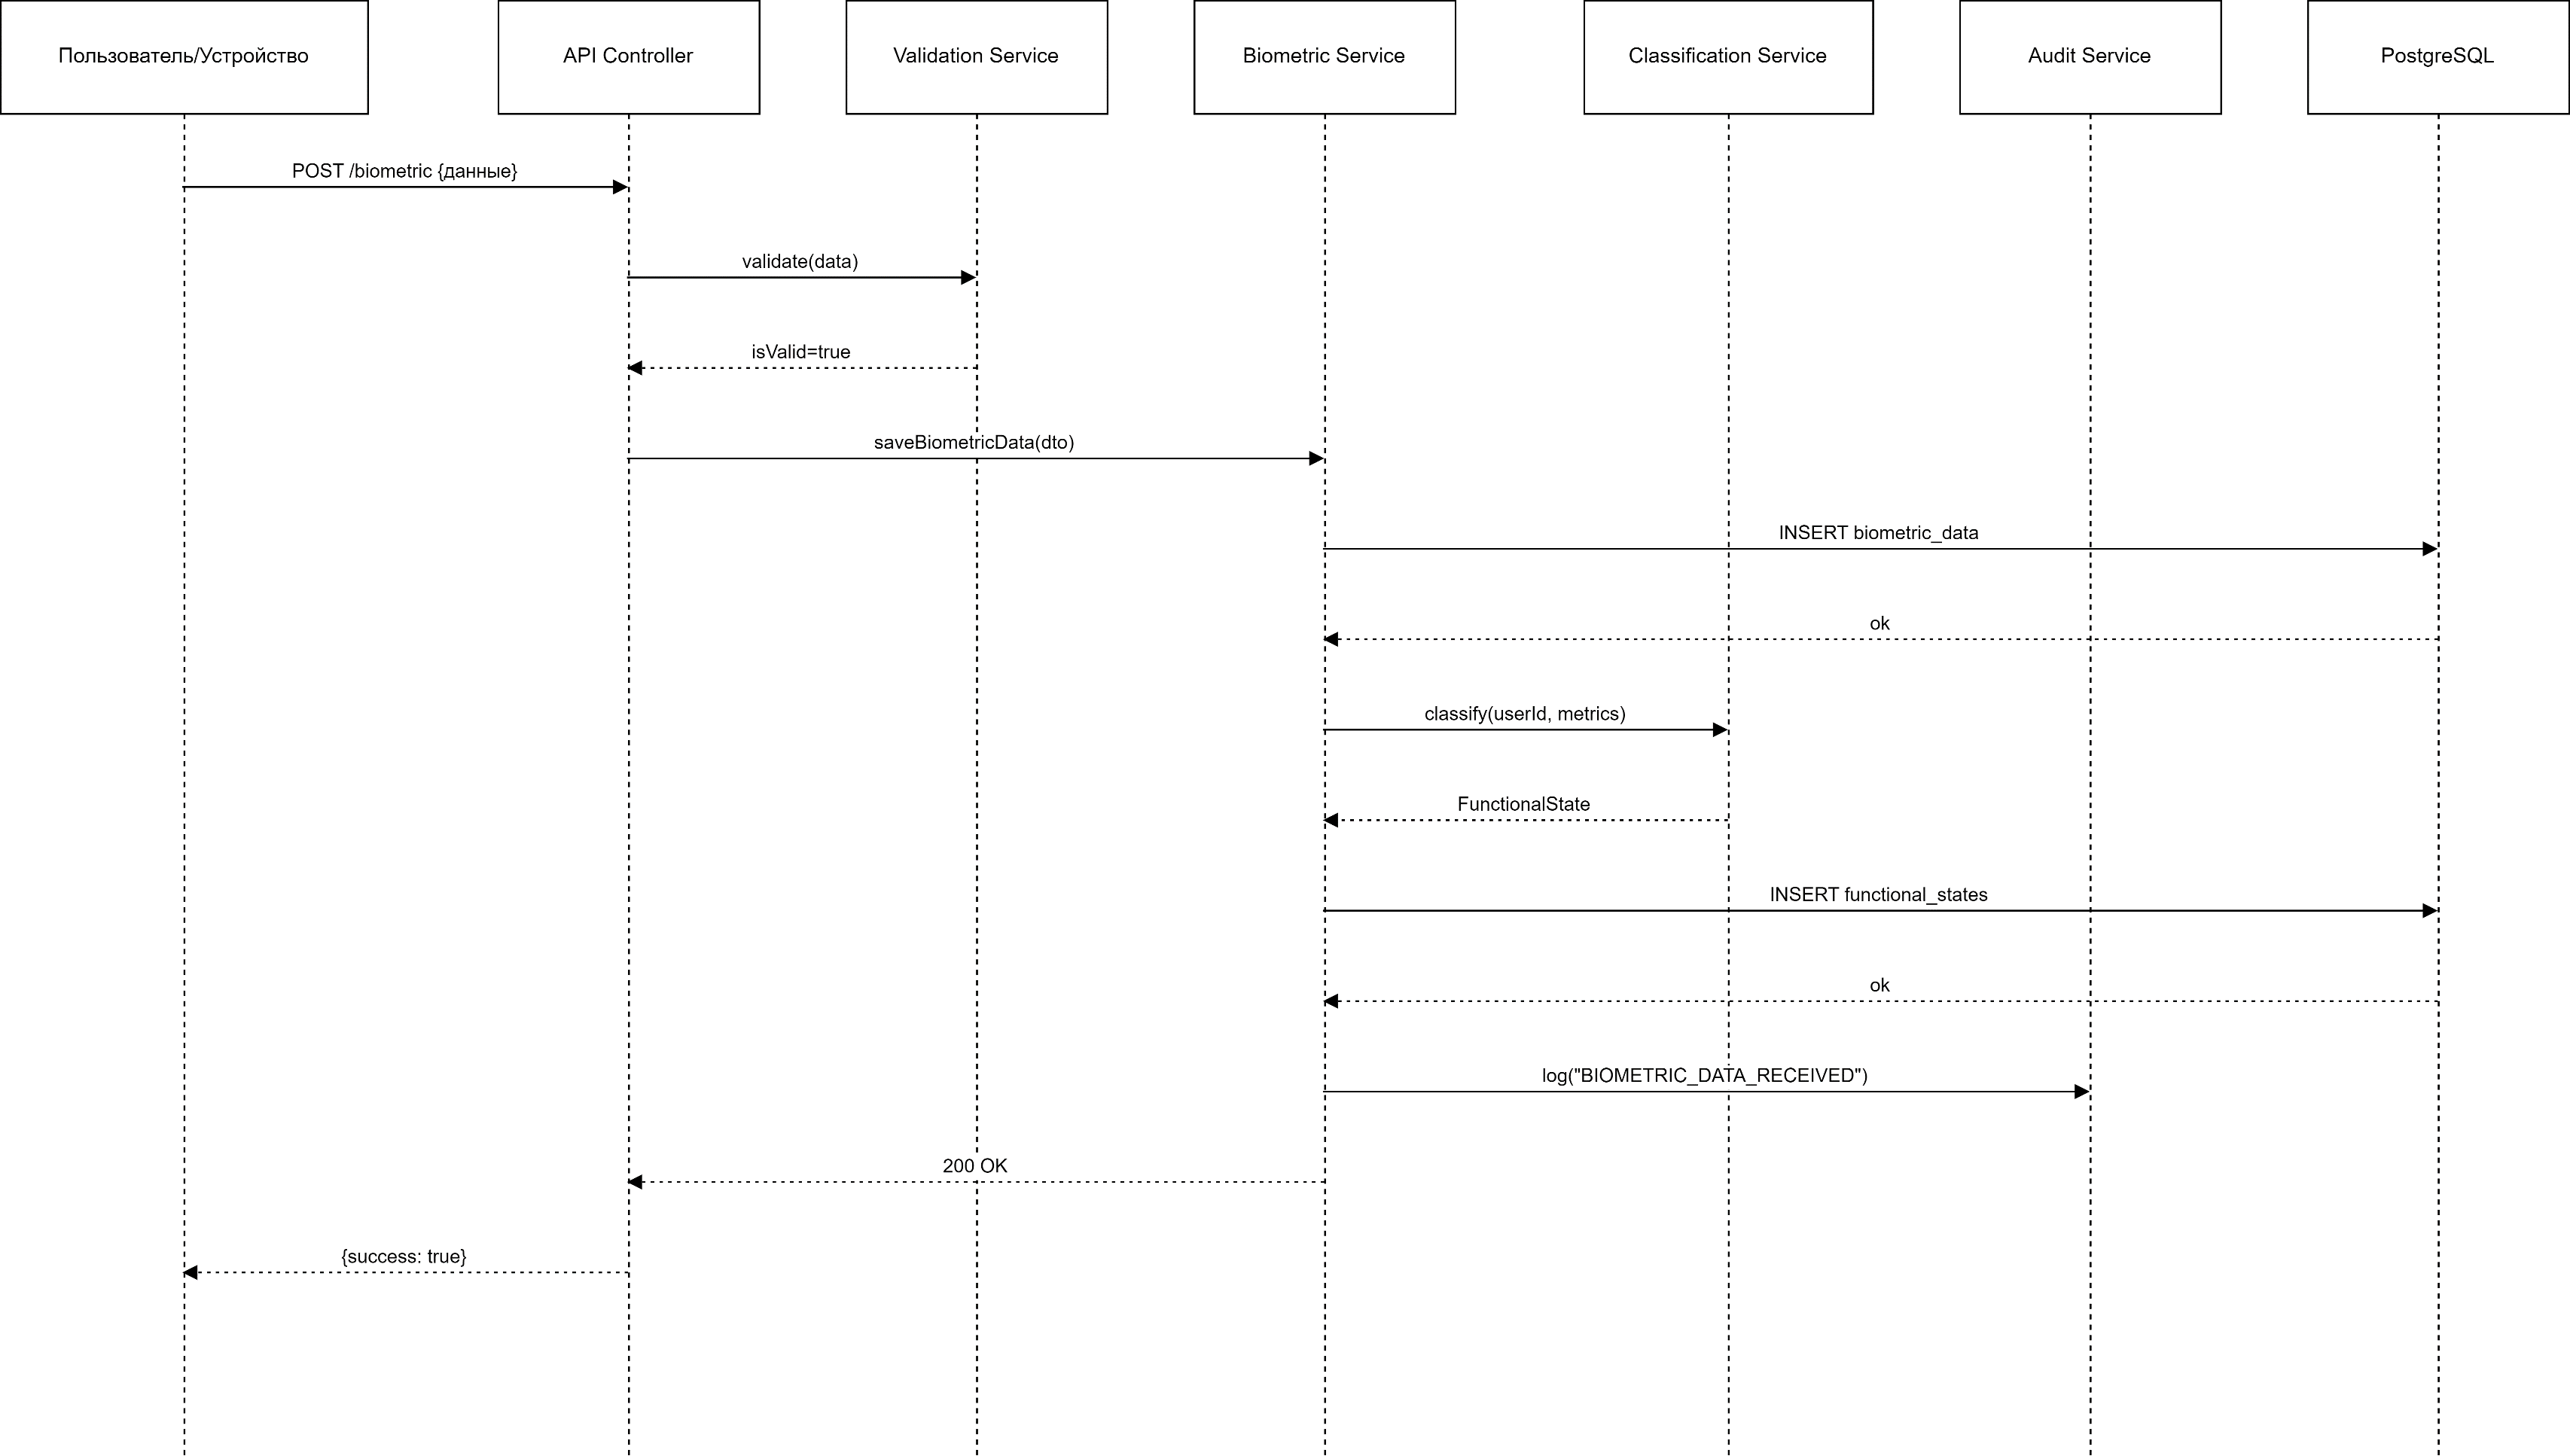 Пользователь/Устройство
API Controller
Validation Service
Biometric Service
Classification Service
Audit Service
PostgreSQL
POST /biometric {данные}
validate(data)
isValid=true
saveBiometricData(dto)
INSERT biometric_data
ok
classify(userId, metrics)
FunctionalState
INSERT functional_states
ok
log("BIOMETRIC_DATA_RECEIVED")
200 OK
{success: true}